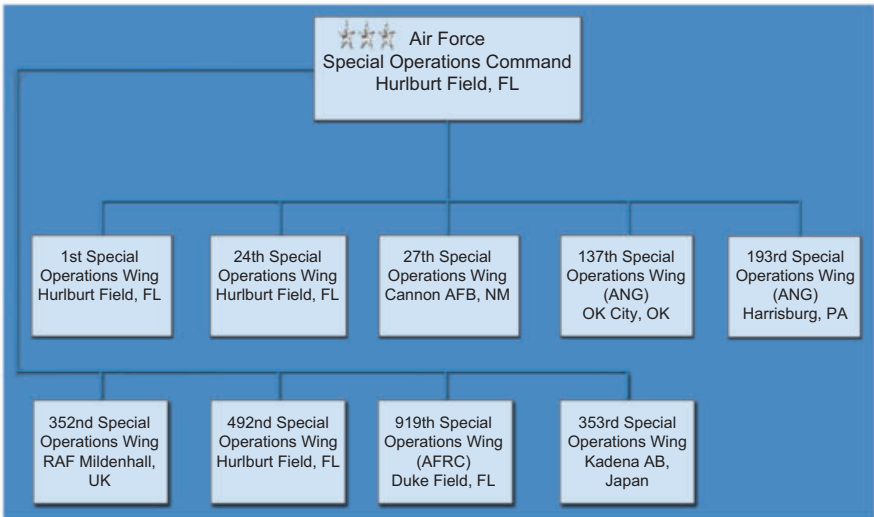 Air Force
Special Operations Command
Hurlburt Field, FL
1st Special
Operations Wing
Hurlburt Field, FL
24th Special
Operations Wing
Hurlburt Field, FL
27th Special
Operations Wing
Cannon AFB, NM
137th Special
Operations Wing
(ANG)
OK City, OK
193rd Special
Operations Wing
(ANG)
Harrisburg, PA
352nd Special
Operations Wing
RAF Mildenhall,
UK
492nd Special
Operations Wing
Hurlburt Field, FL
919th Special
Operations Wing
(AFRC)
Duke Field, FL
353rd Special
Operations Wing
Kadena AB,
Japan